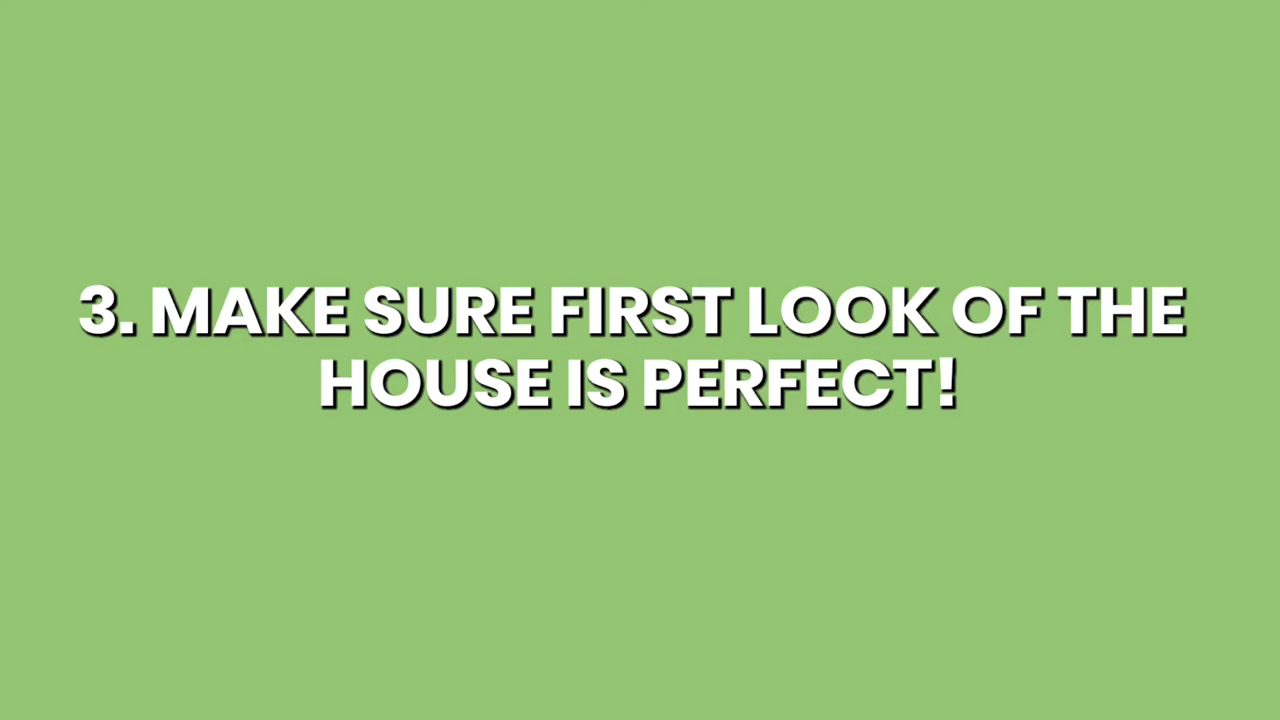 3. MAKE SURE FIRST LOOK OF THE
HOUSE IS PERFECT!